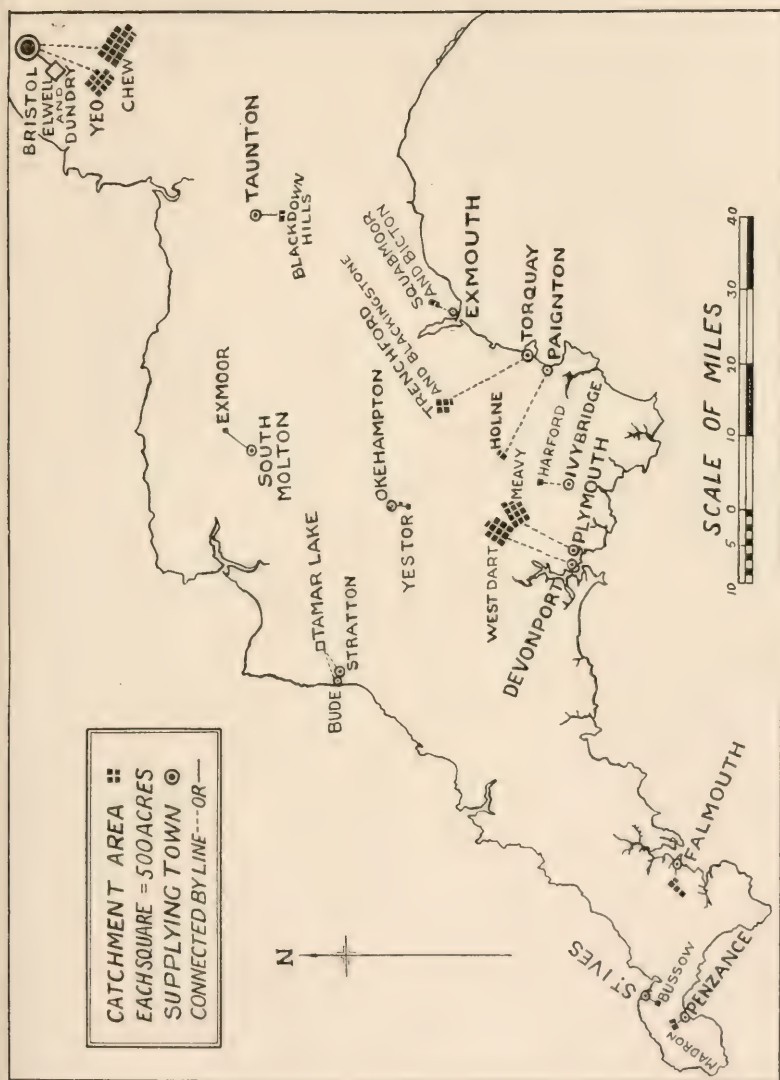 CATCHMENT AREA
EACH SQUARE = 500 ACRES
SUPPLYING TOWN
CONNECTED BY LINE ---OR—
N
BRISTOL
ELWELL
AND
DUNDRY
YEO
CHEW
TAUNTON
BLACKDOWN
HILLS
EXMOOR
SOUTH
MOLTON
SQUABMOOR
AND BICTON
EXMOUTH
TRENCHFORD
AND BLACKINGSTONE
TORQUAY
PAIGNTON
OKEHAMPTON
YES TOR
HOLNE
HARFORD
IVYBRIDGE
MEAVY
WEST DART
PLYMOUTH
DEVONPORT
TAMAR LAKE
STRATTON
BUDE
FALMOUTH
ST. IVES
BUSSOW
PENZANCE
MADRON
10 5 0 10 20 30 40
SCALE OF MILES